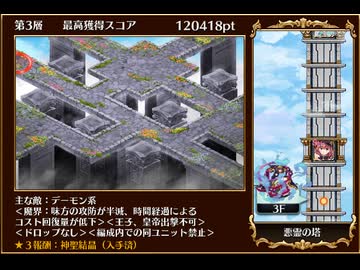 第3層 最高獲得スコア 120418pt
主な敵：デーモン系
＜魔界：味方の攻防が半減、時間経過による
コスト回復量が低下＞＜王子、皇帝出撃不可＞
＜ドロップなし＞＜編成内での同ユニット禁止＞
★３報酬：神聖結晶（入手済）
3F
悪霊の塔